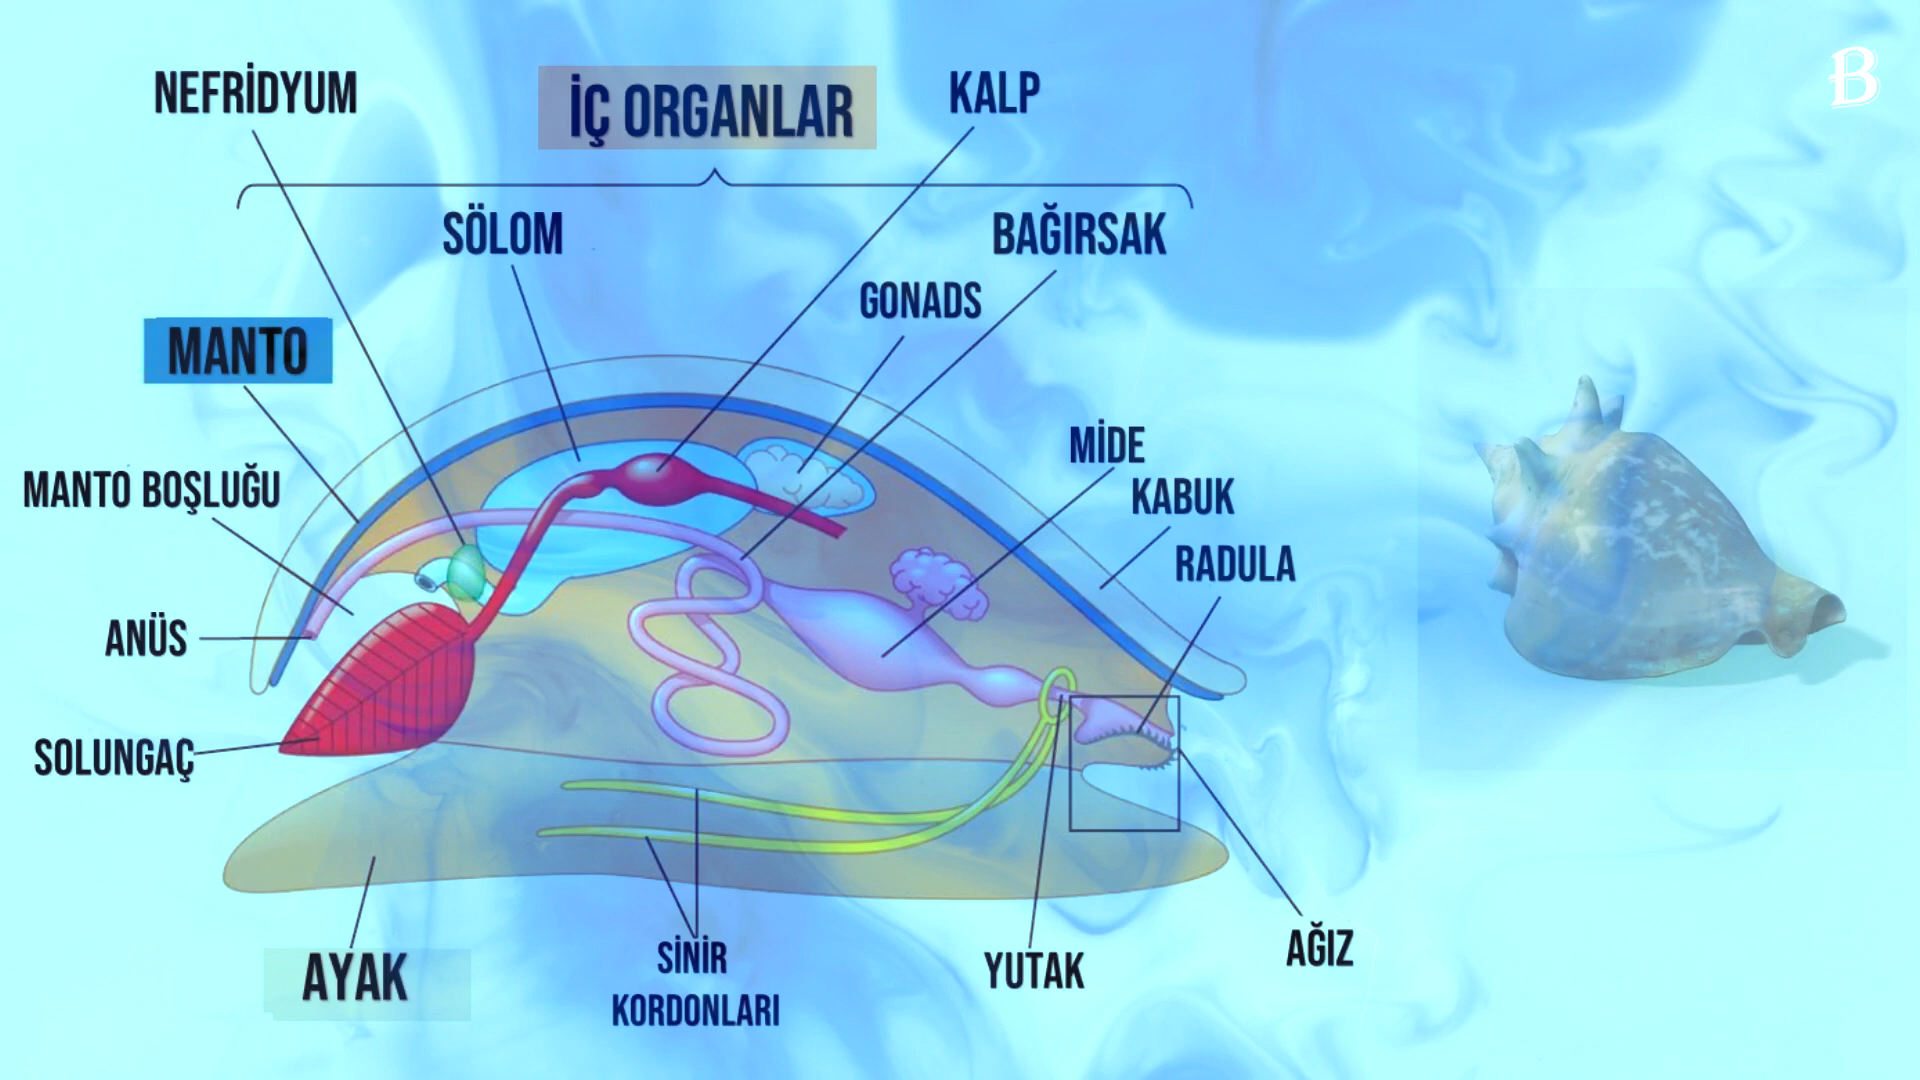 NEFRİDYUM
İÇ ORGANLAR
KALP
B
SÖLOM
BAĞIRSAK
GONADS
MANTO
MİDE
MANTO BOŞLUĞU
KABUK
RADULA
ANÜS
SOLUNGAÇ
AYAK
SİNİR
KORDONLARI
YUTAK
AĞIZ